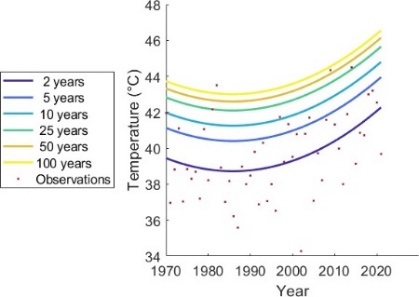 48
46
44
42
40
38
36
34
Temperature (°C)
1970 1980 1990 2000 2010 2020
Year
2 years
5 years
10 years
25 years
50 years
100 years
Observations